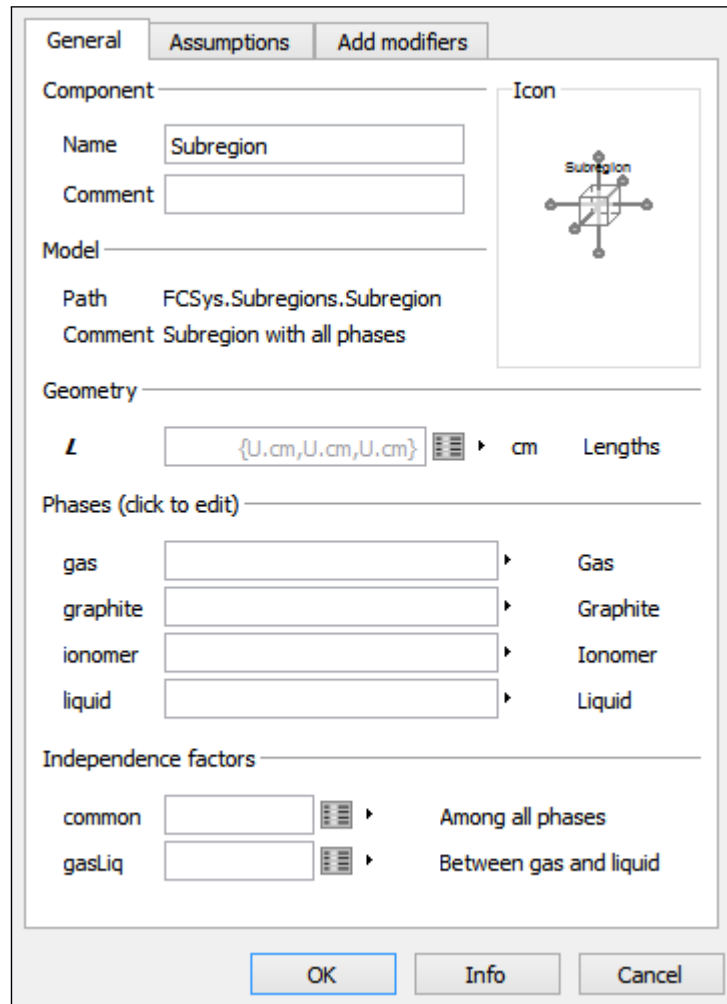 General Assumptions Add modifiers
Component Icon
Name Subregion
Subregion
Comment
Model
Path FCSys.Subregions.Subregion
Comment Subregion with all phases
Geometry
L {U.cm,U.cm,U.cm} cm Lengths
Phases (click to edit)
gas Gas
graphite Graphite
ionomer Ionomer
liquid Liquid
Independence factors
common Among all phases
gasLiq Between gas and liquid
OK Info Cancel